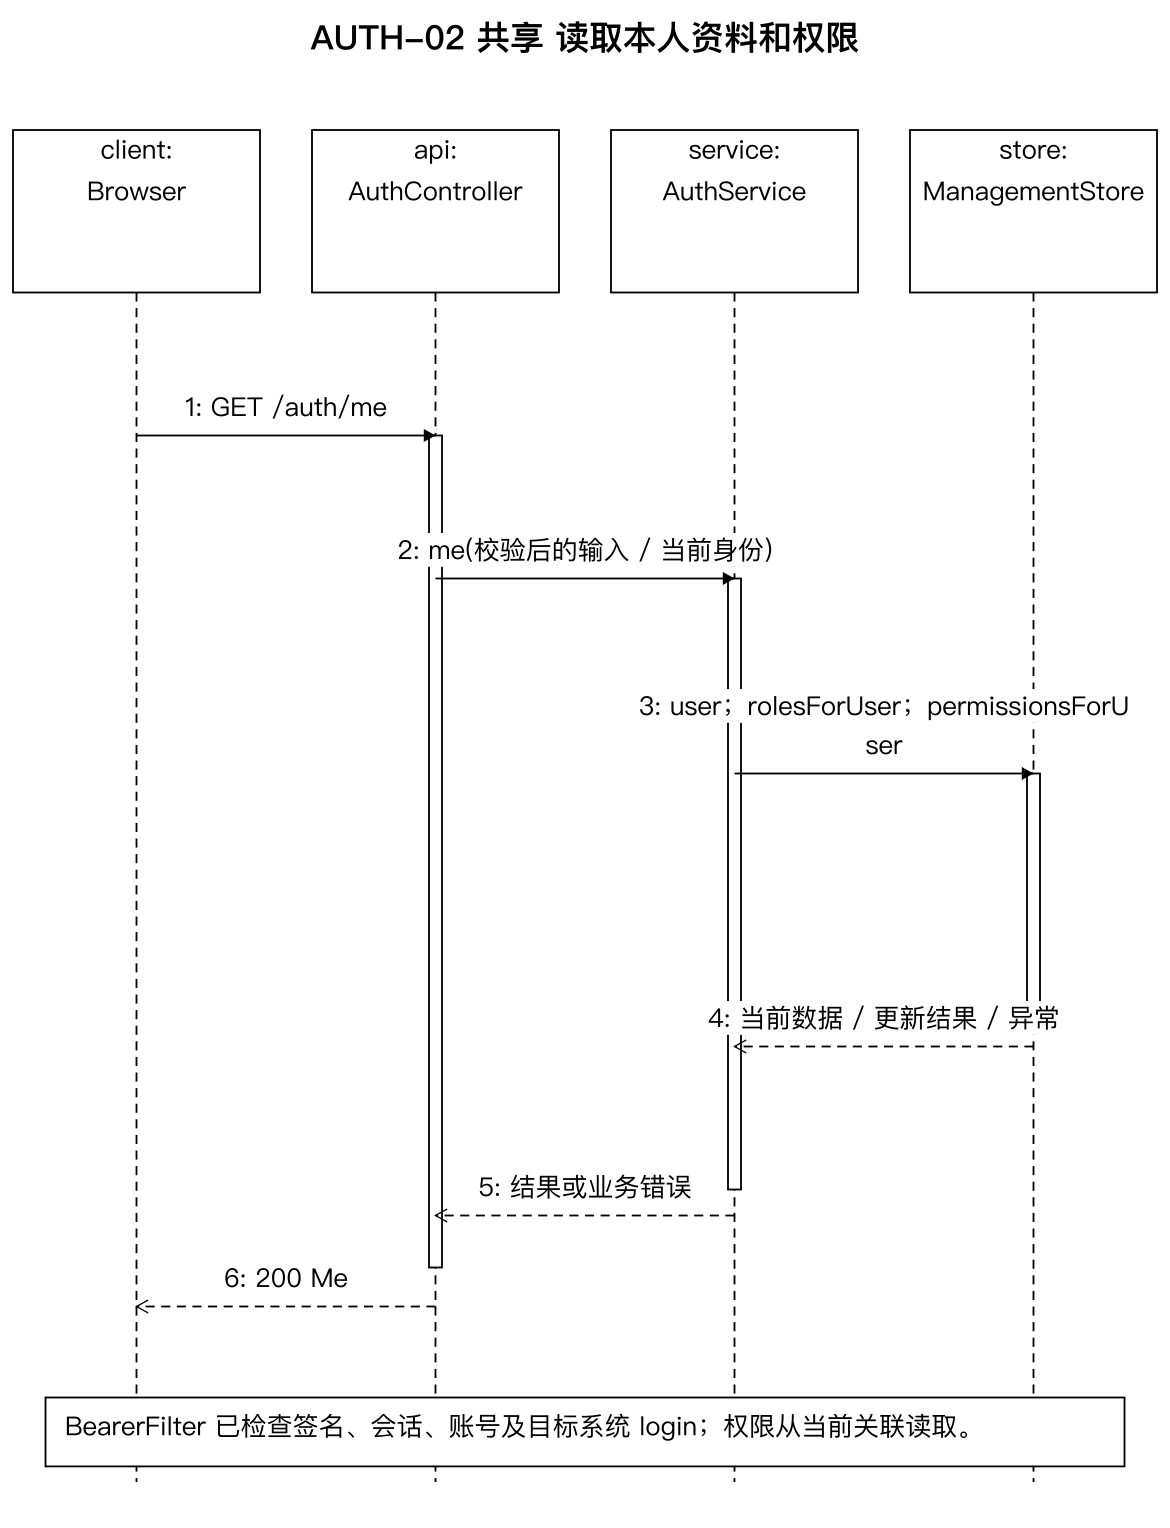 AUTH–02 共享 读取本人资料和权限
client:
Browser
api:
AuthController
service:
AuthService
store:
ManagementStore
1: GET /auth/me
2: me(校验后的输入 / 当前身份)
3: user；rolesForUser；permissionsForU
ser
4: 当前数据 / 更新结果 / 异常
5: 结果或业务错误
6: 200 Me
BearerFilter 已检查签名、会话、账号及目标系统 login；权限从当前关联读取。